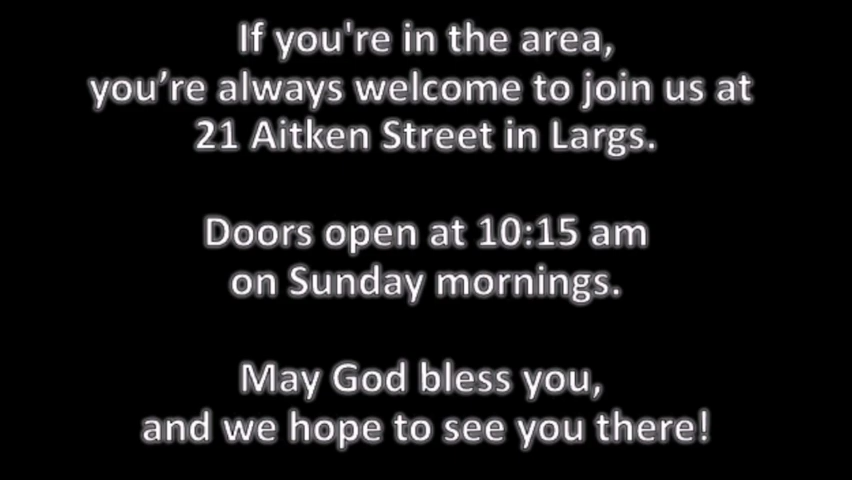 If you're in the area,
you’re always welcome to join us at
21 Aitken Street in Largs.
Doors open at 10:15 am
on Sunday mornings.
May God bless you,
and we hope to see you there!